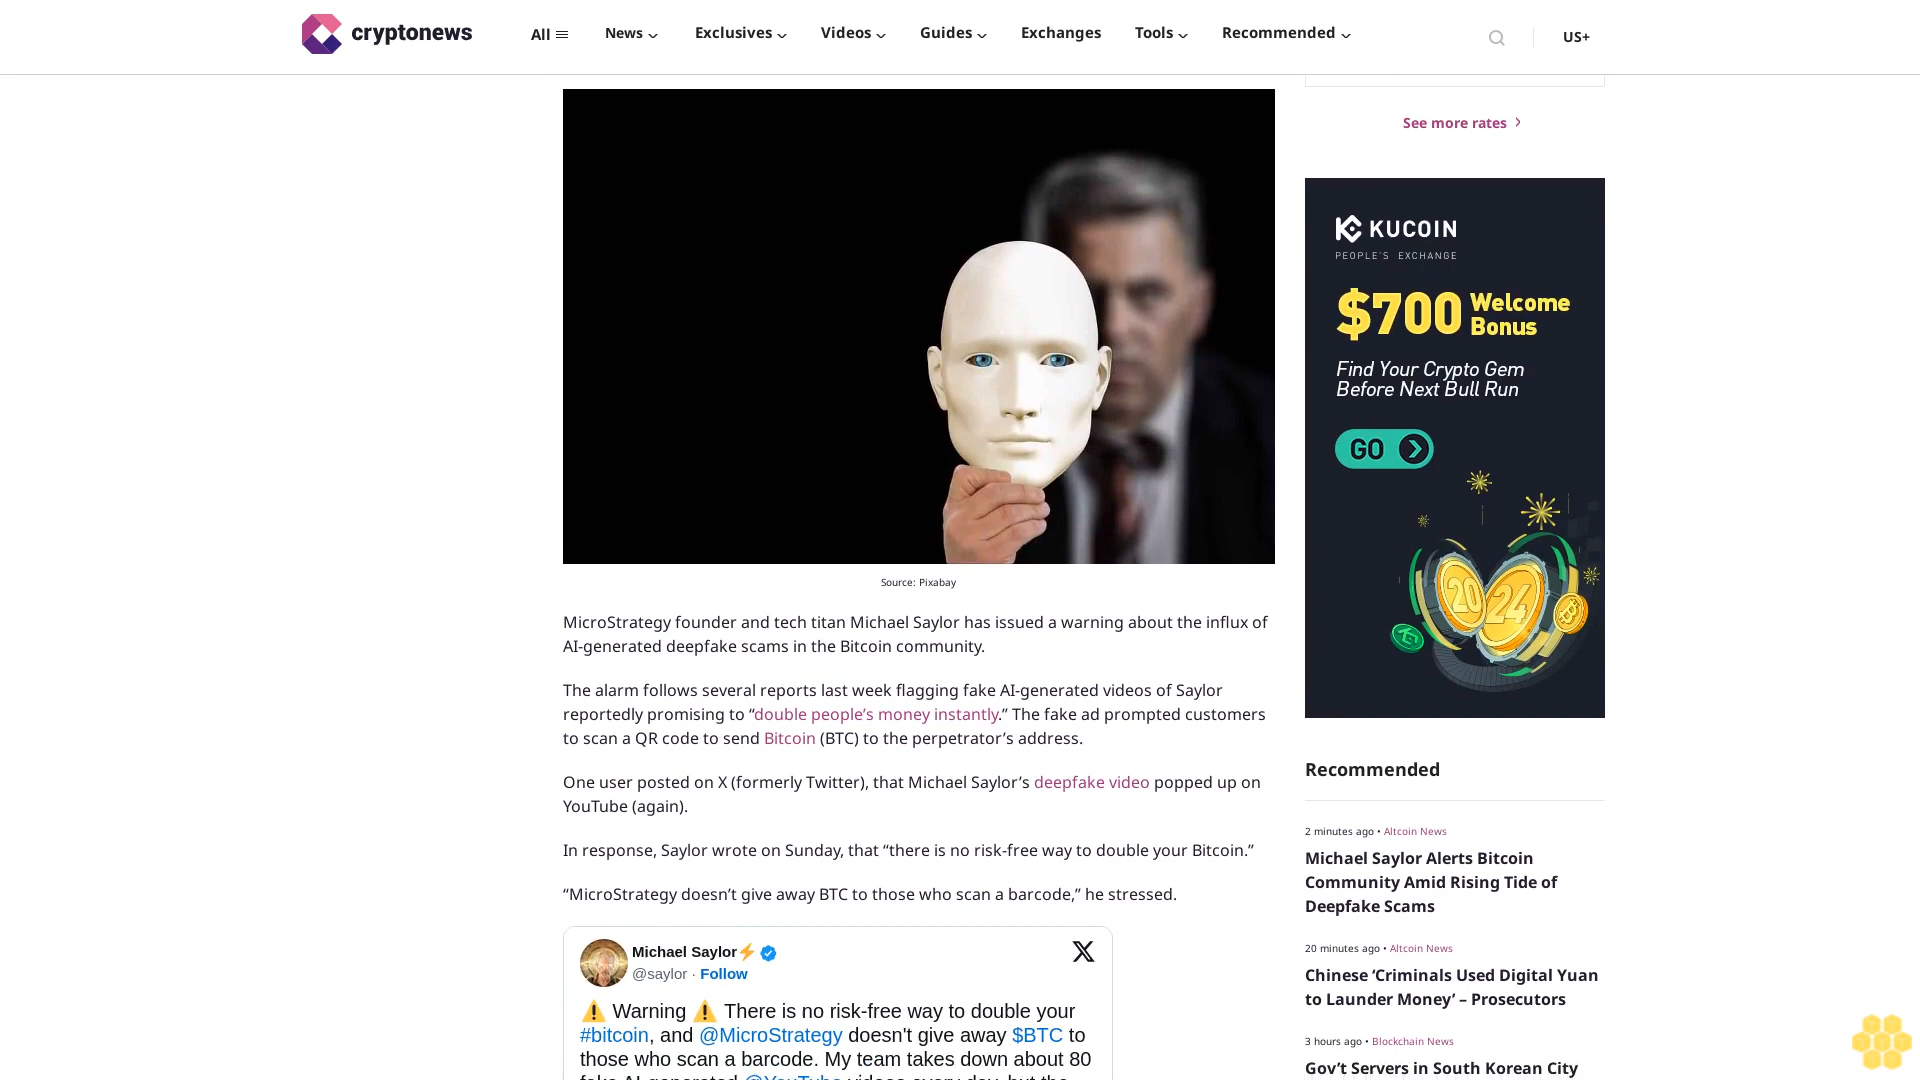 cryptonews
All
News
Exclusives
Videos
Guides
Exchanges
Tools
Recommended
US+
Source: Pixabay
MicroStrategy founder and tech titan Michael Saylor has issued a warning about the influx of
AI-generated deepfake scams in the Bitcoin community.
The alarm follows several reports last week flagging fake AI-generated videos of Saylor
reportedly promising to “double people’s money instantly.” The fake ad prompted customers
to scan a QR code to send Bitcoin (BTC) to the perpetrator’s address.
One user posted on X (formerly Twitter), that Michael Saylor’s deepfake video popped up on
YouTube (again).
In response, Saylor wrote on Sunday, that “there is no risk-free way to double your Bitcoin.”
“MicroStrategy doesn’t give away BTC to those who scan a barcode,” he stressed.
Michael Saylor⚡
@saylor · Follow
⚠️ Warning ⚠️ There is no risk-free way to double your
#bitcoin, and @MicroStrategy doesn't give away $BTC to
those who scan a barcode. My team takes down about 80
fake AI-generated @YouTube videos every day, but the
See more rates
KUCOIN
PEOPLE'S EXCHANGE
$700 Welcome
Bonus
Find Your Crypto Gem
Before Next Bull Run
GO
20 24
Recommended
2 minutes ago • Altcoin News
Michael Saylor Alerts Bitcoin
Community Amid Rising Tide of
Deepfake Scams
20 minutes ago • Altcoin News
Chinese ‘Criminals Used Digital Yuan
to Launder Money’ – Prosecutors
3 hours ago • Blockchain News
Gov’t Servers in South Korean City